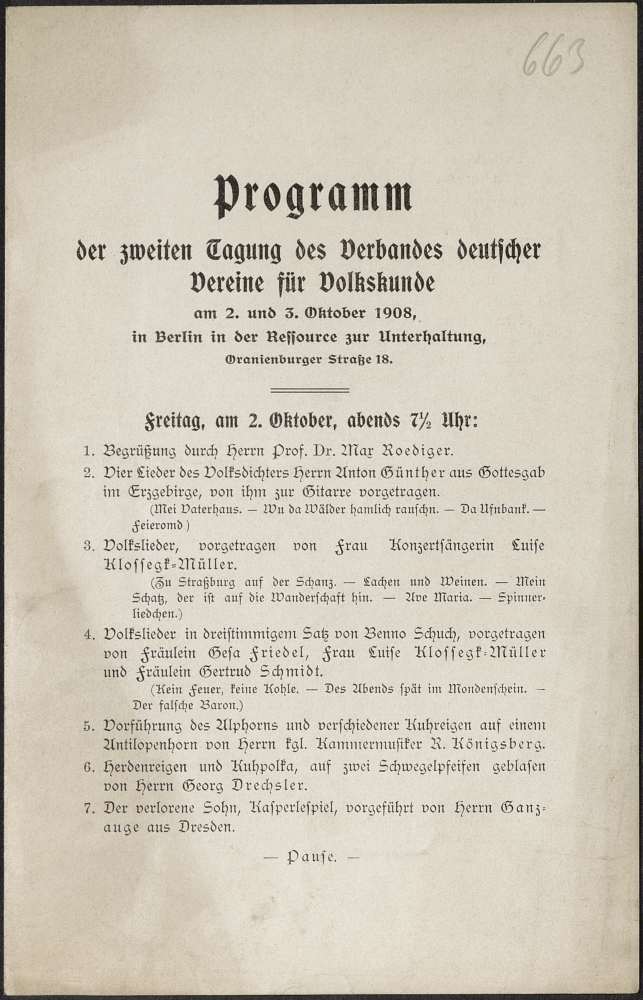 663
Programm
der zweiten Tagung des Verbandes deutscher
Vereine für Volkskunde
am 2. und 3. Oktober 1908,
in Berlin in der Ressource zur Unterhaltung,
Oranienburger Straße 18.
Freitag, am 2. Oktober, abends 7½ Uhr:
1. Begrüßung durch Herrn Prof. Dr. Max Roediger.
2. Vier Lieder des Volksdichters Herrn Anton Günther aus Gottesgab
im Erzgebirge, von ihm zur Gitarre vorgetragen.
(Mei Vaterhaus. — Wu da Wälder hamlich rauschn. — Da Ufnbank. —
Feieromd)
3. Volkslieder, vorgetragen von Frau Konzertsängerin Luise
Klossegk-Müller.
(Zu Straßburg auf der Schanz. — Lachen und Weinen. — Mein
Schatz, der ist auf die Wanderschaft hin. — Ave Maria. — Spinner-
liedchen.)
4. Volkslieder in dreistimmigem Satz von Benno Schuch, vorgetragen
von Fräulein Gesa Friedel, Frau Luise Klossegk-Müller
und Fräulein Gertrud Schmidt.
(Kein Feuer, keine Kohle. — Des Abends spät im Mondenschein. —
Der falsche Baron.)
5. Vorführung des Alphorns und verschiedener Kuhreigen auf einem
Antilopenhorn von Herrn kgl. Kammermusiker R. Königsberg.
6. Herdenreigen und Kuhpolka, auf zwei Schwegelpfeifen geblasen
von Herrn Georg Drechsler.
7. Der verlorene Sohn, Kasperlespiel, vorgeführt von Herrn Ganz-
auge aus Dresden.
— Pause. —